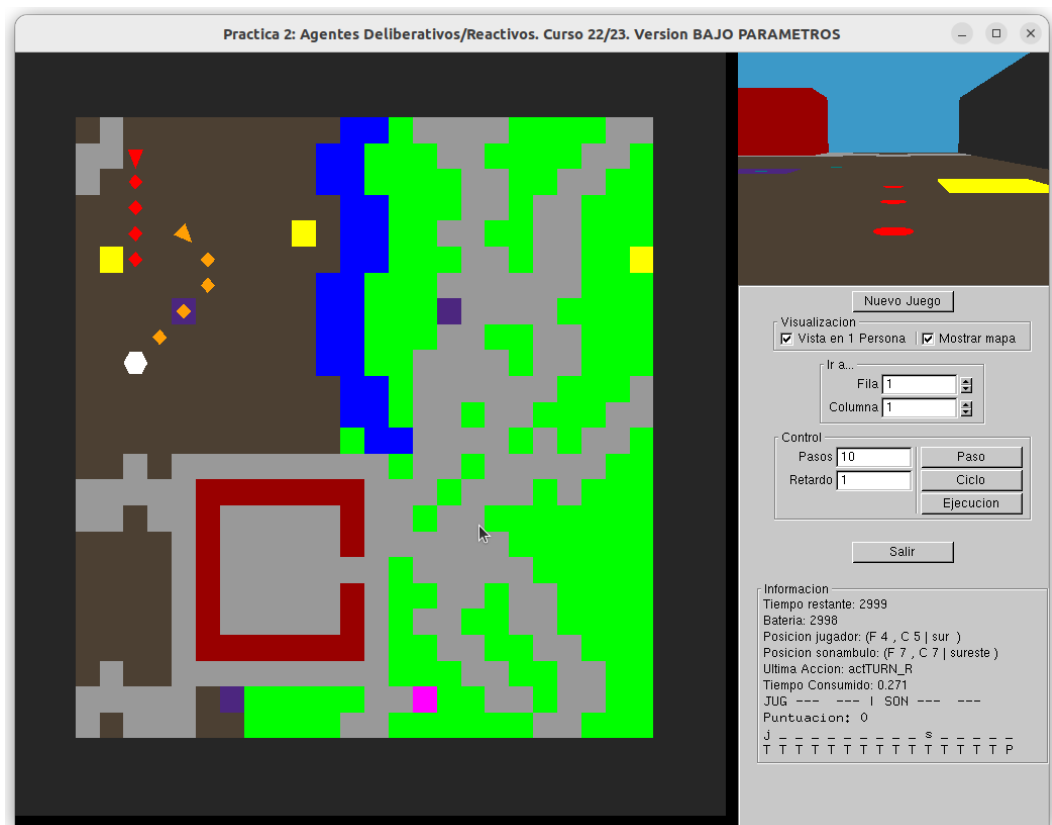 Practica 2: Agentes Deliberativos/Reactivos. Curso 22/23. Version BAJO PARAMETROS
Nuevo Juego
Visualizacion
Vista en 1 Persona
Mostrar mapa
Ir a...
Fila 1
Columna 1
Control
Pasos 10 Paso
Retardo 1 Ciclo
Ejecucion
Salir
Informacion
Tiempo restante: 2999
Bateria: 2998
Posicion jugador: (F 4 , C 5 | sur )
Posicion sonambulo: (F 7 , C 7 | sureste )
Ultima Accion: actTURN_R
Tiempo Consumido: 0.271
JUG --- --- | SON --- ---
Puntuacion: 0
j _ _ _ _ _ _ _ _ s _ _ _ _ _
T T T T T T T T T T T T T T T P